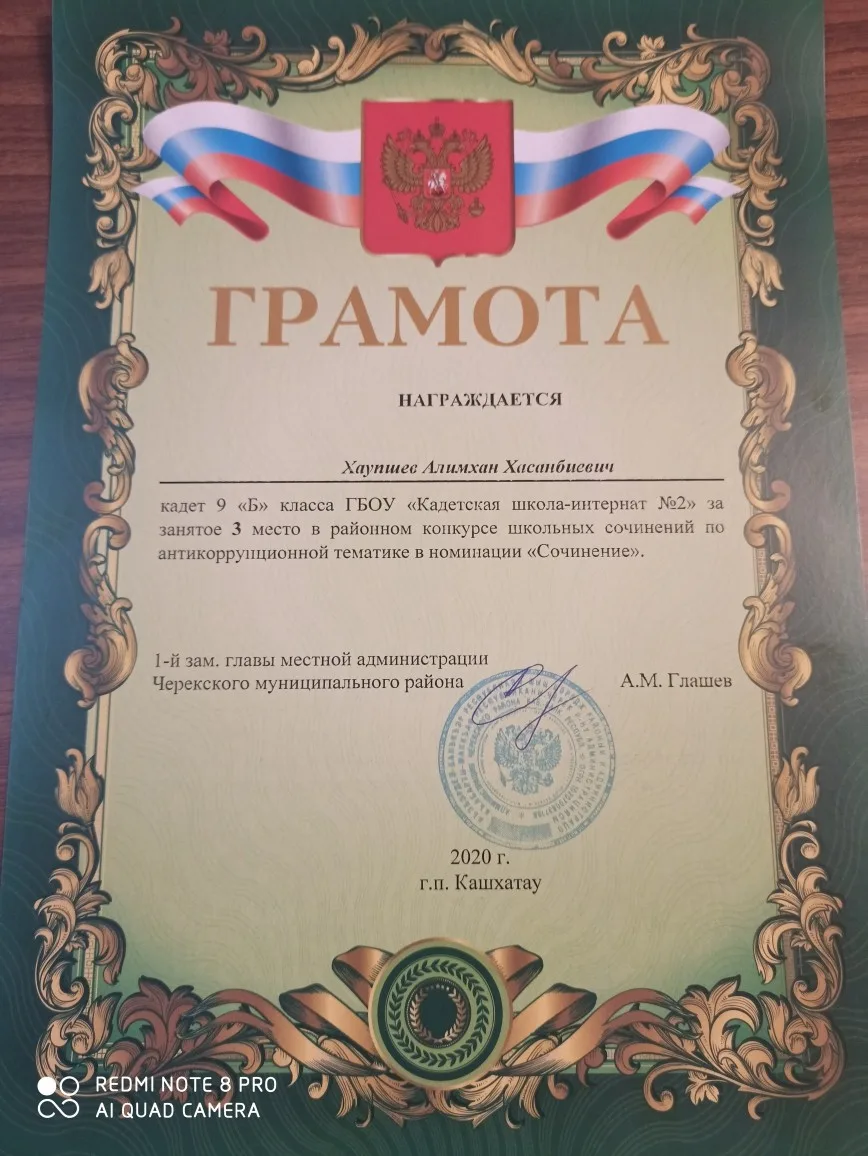 ГРАМОТА
НАГРАЖДАЕТСЯ
Хаупшев Алимхан Хасанбиевич
кадет 9 «Б» класса ГБОУ «Кадетская школа-интернат №2» за
занятое 3 место в районном конкурсе школьных сочинений по
антикоррупционной тематике в номинации «Сочинение».
1-й зам. главы местной администрации
Черекского муниципального района
А.М. Глашев
2020 г.
г.п. Кашхатау
REDMI NOTE 8 PRO
AI QUAD CAMERA